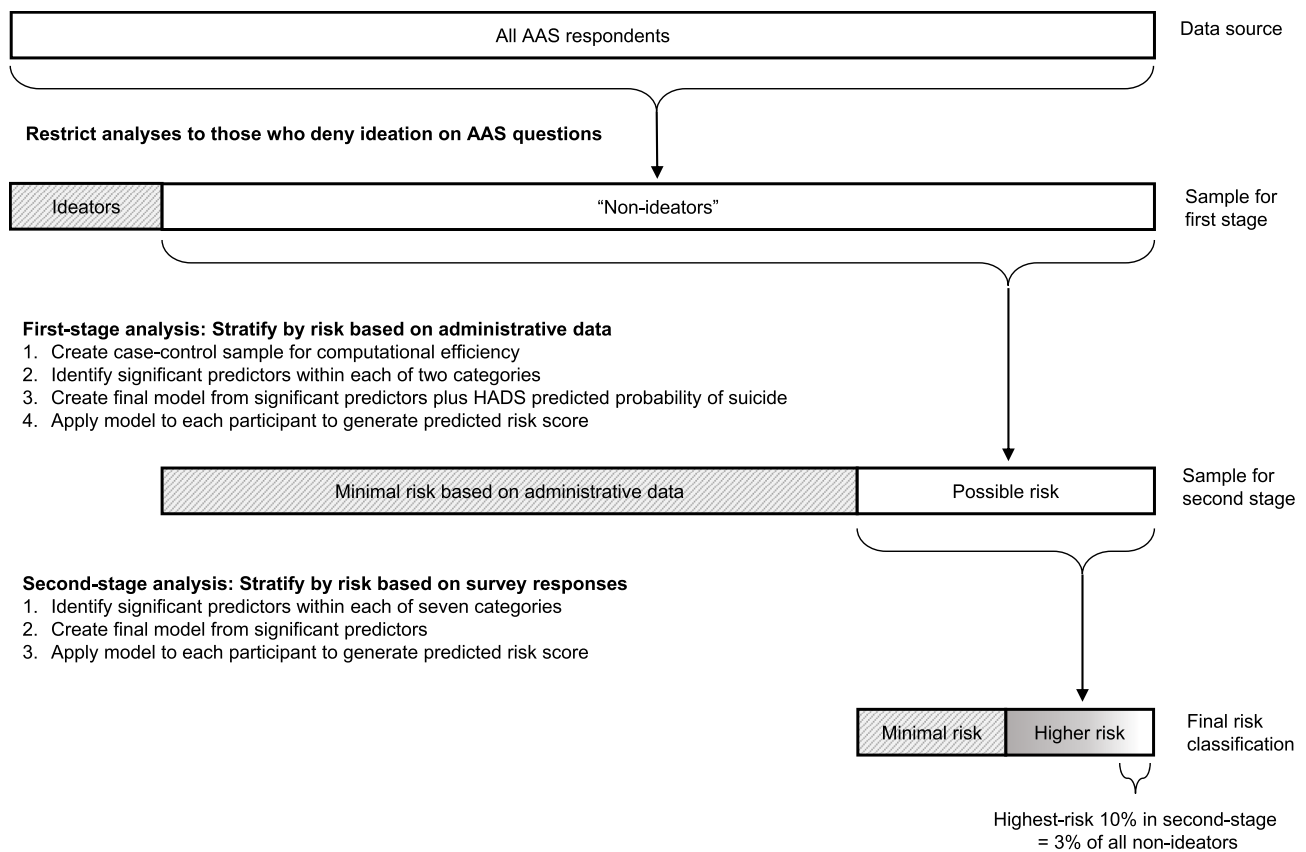 All AAS respondents
Data source
Restrict analyses to those who deny ideation on AAS questions
Ideators
“Non-ideators”
Sample for
first stage
First-stage analysis: Stratify by risk based on administrative data
1. Create case-control sample for computational efficiency
2. Identify significant predictors within each of two categories
3. Create final model from significant predictors plus HADS predicted probability of suicide
4. Apply model to each participant to generate predicted risk score
Minimal risk based on administrative data
Possible risk
Sample for
second stage
Second-stage analysis: Stratify by risk based on survey responses
1. Identify significant predictors within each of seven categories
2. Create final model from significant predictors
3. Apply model to each participant to generate predicted risk score
Minimal risk
Higher risk
Final risk
classification
Highest-risk 10% in second-stage
= 3% of all non-ideators